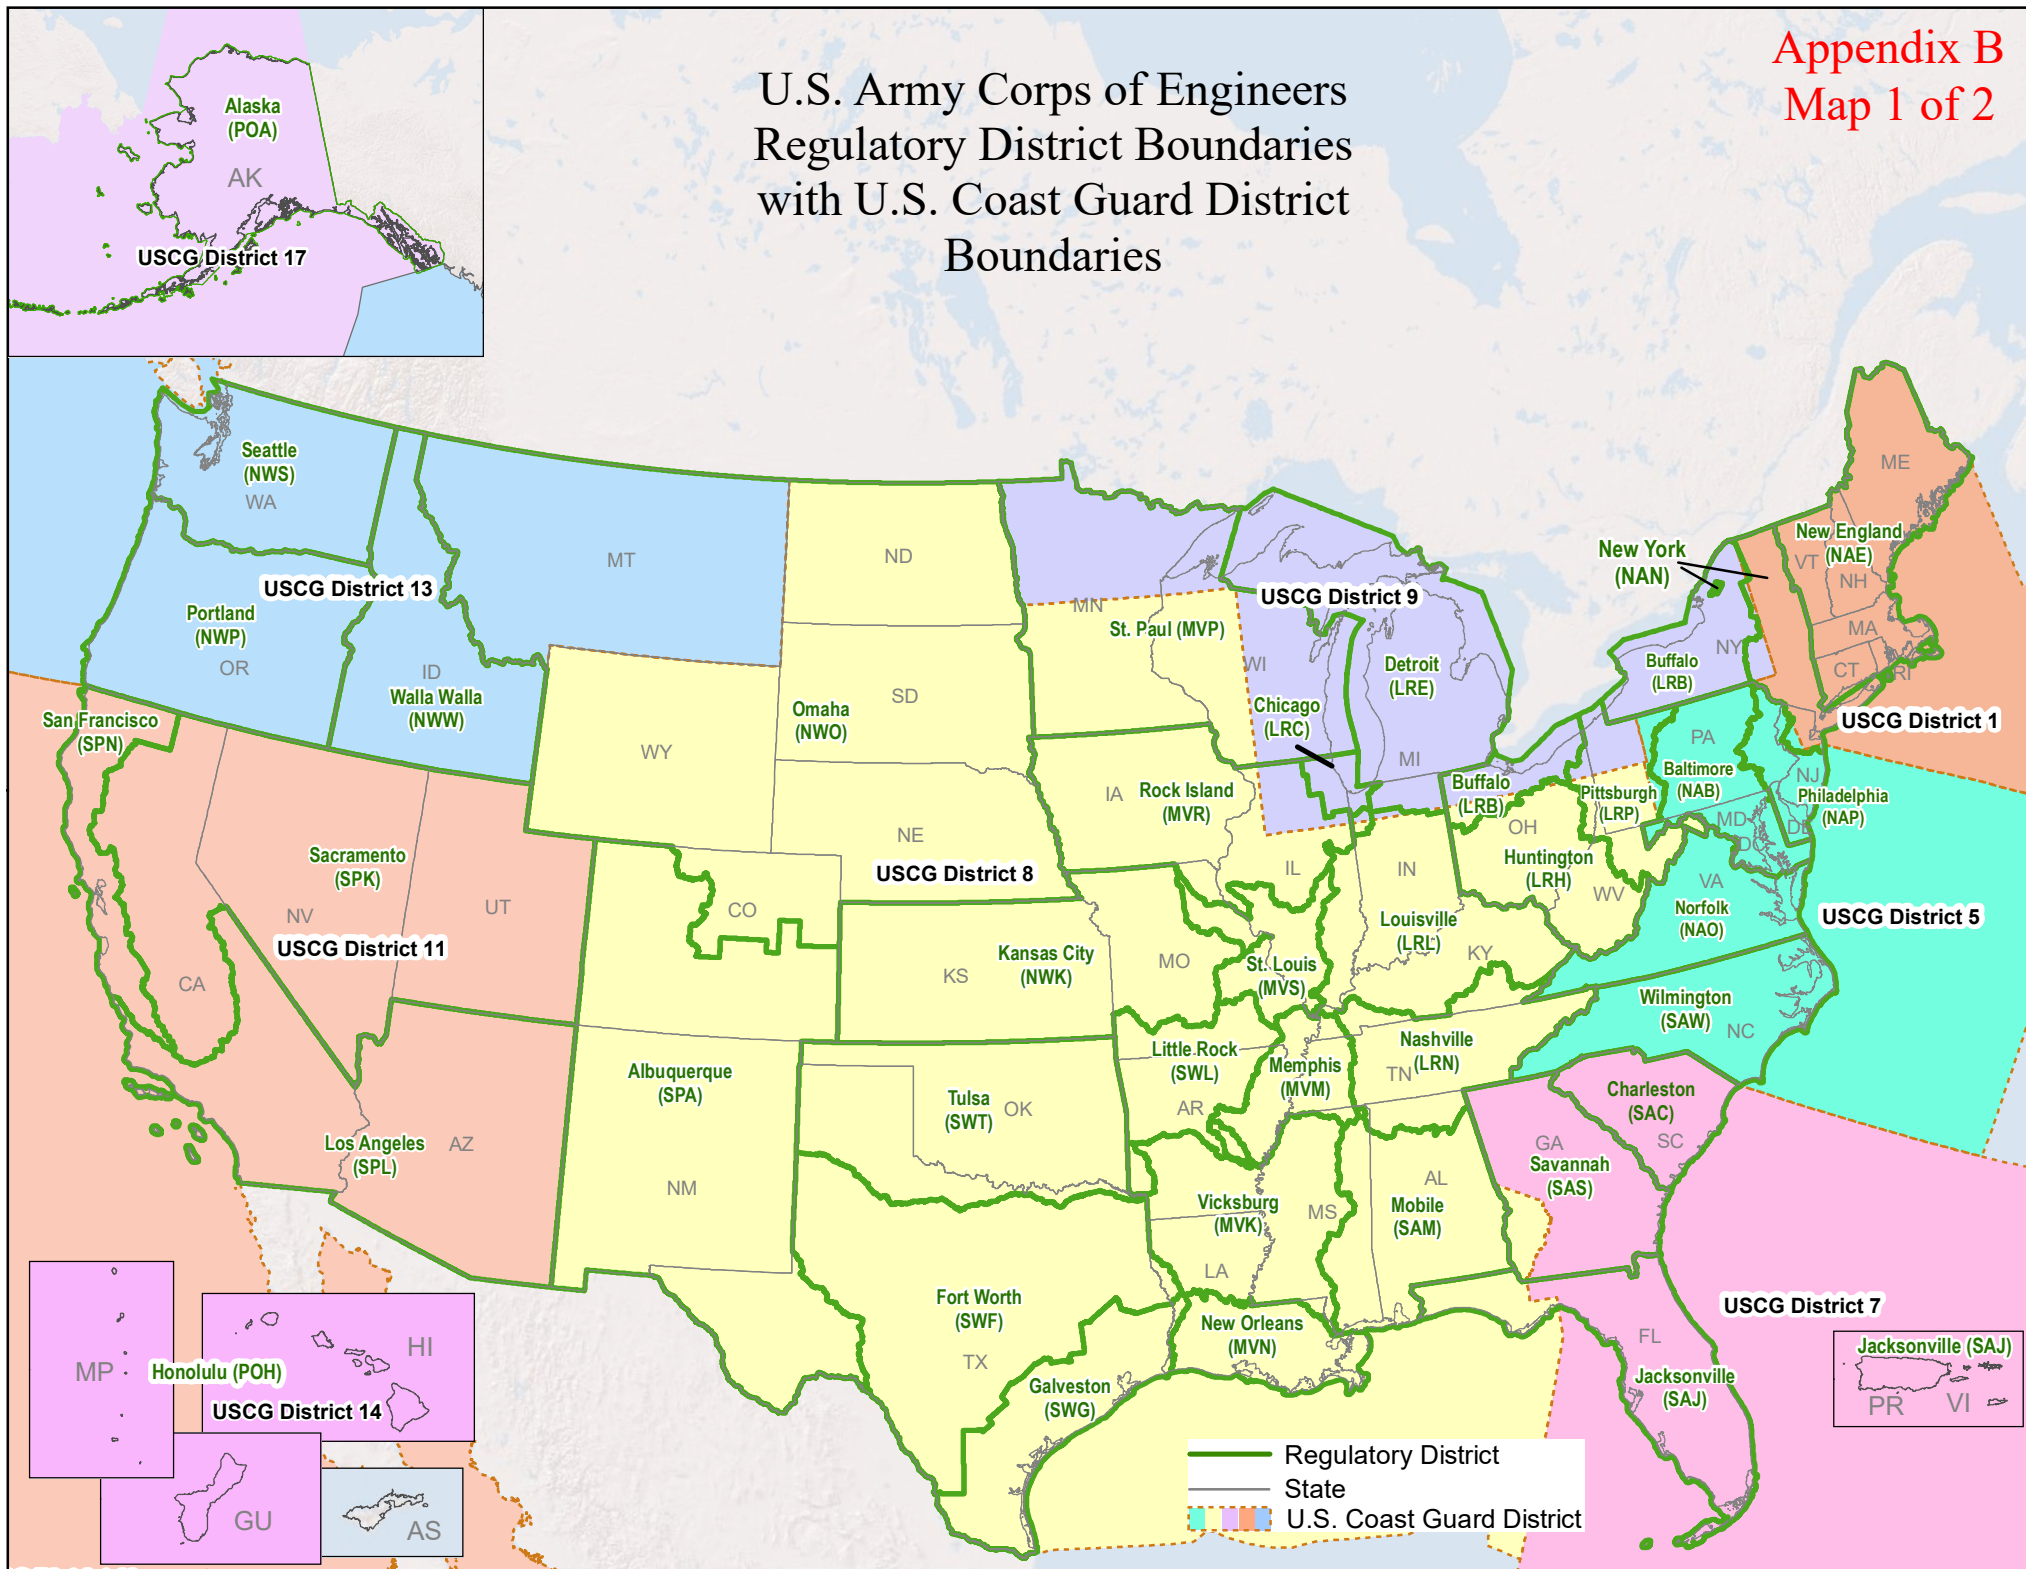 Appendix B
Map 1 of 2
U.S. Army Corps of Engineers
Regulatory District Boundaries
with U.S. Coast Guard District
Boundaries
Alaska
(POA)
AK
USCG District 17
Seattle
(NWS)
WA
MT
USCG District 13
Portland
(NWP)
OR
ID
Walla Walla
(NWW)
ND
MN
St. Paul (MVP)
SD
Omaha
(NWO)
WY
NE
USCG District 8
USCG District 9
WI
Detroit
(LRE)
Chicago
(LRC)
MI
New York
(NAN)
ME
New England
(NAE)
VT
NH
MA
CT
RI
NY
Buffalo
(LRB)
USCG District 1
San Francisco
(SPN)
Sacramento
(SPK)
NV
UT
USCG District 11
CA
Los Angeles
(SPL)
AZ
CO
IA
Rock Island
(MVR)
Buffalo
(LRB)
Pittsburgh
(LRP)
PA
Baltimore
(NAB)
NJ
Philadelphia
(NAP)
MD
DE
DC
OH
Huntington
(LRH)
WV
VA
Norfolk
(NAO)
USCG District 5
IL
IN
Louisville
(LRL)
KY
KS
Kansas City
(NWK)
MO
St. Louis
(MVS)
Wilmington
(SAW)
NC
Albuquerque
(SPA)
NM
Tulsa
(SWT)
OK
Little Rock
(SWL)
AR
Memphis
(MVM)
Nashville
(LRN)
TN
Charleston
(SAC)
SC
GA
Savannah
(SAS)
AL
Mobile
(SAM)
Vicksburg
(MVK)
MS
LA
New Orleans
(MVN)
Fort Worth
(SWF)
TX
Galveston
(SWG)
USCG District 7
FL
Jacksonville
(SAJ)
Jacksonville (SAJ)
PR
VI
MP
HI
Honolulu (POH)
USCG District 14
GU
AS
Regulatory District
State
U.S. Coast Guard District